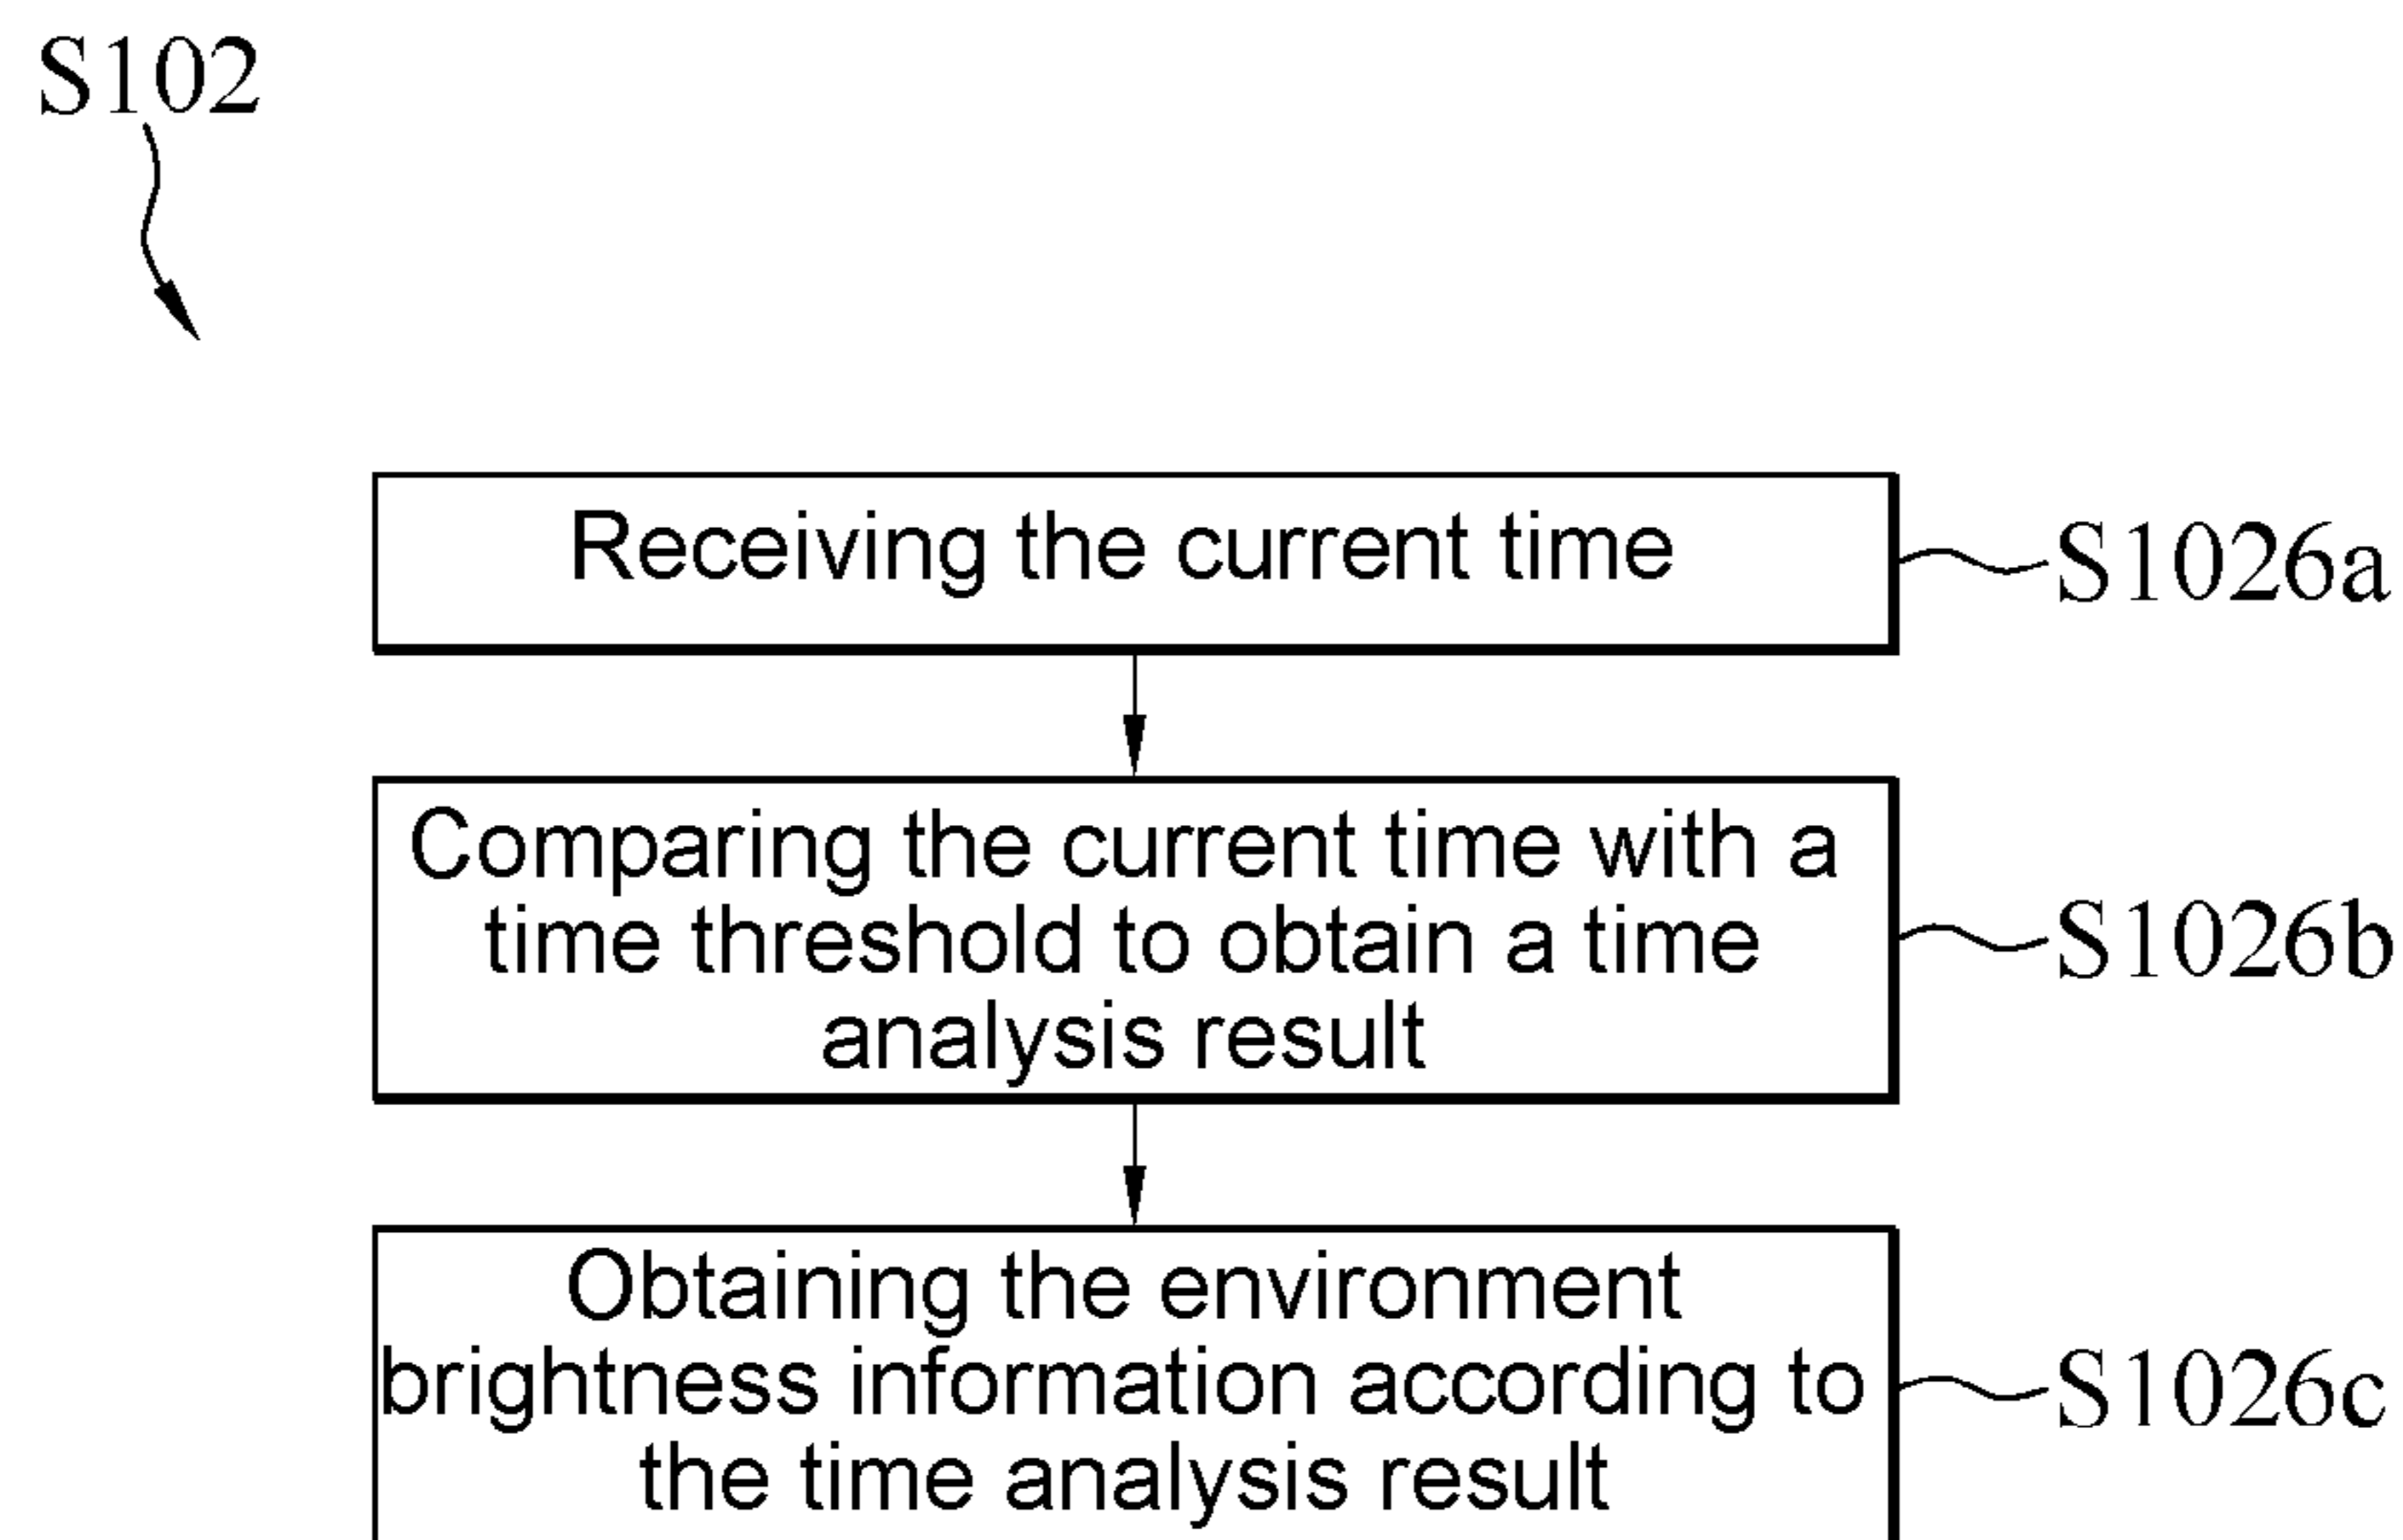 S102
Receiving the current time
S1026a
Comparing the current time with a
time threshold to obtain a time
analysis result
S1026b
Obtaining the environment
brightness information according to
the time analysis result
S1026c